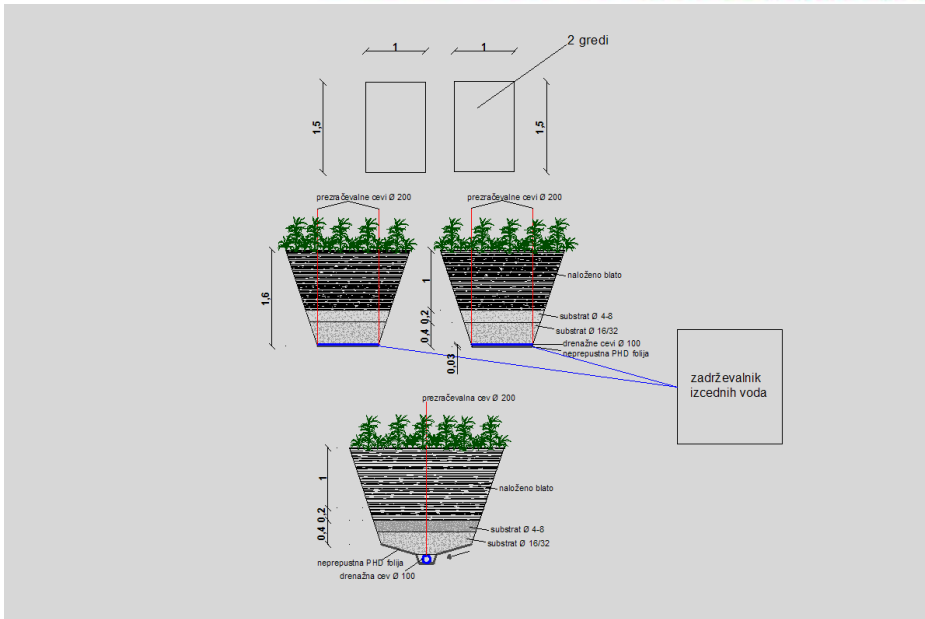 2 gredi
1
1
1,5
1,5
prezračevalne cevi Ø 200
prezračevalne cevi Ø 200
1,6
1
0,2
0,4
0,03
naloženo blato
substrat Ø 4-8
substrat Ø 16/32
drenažne cevi Ø 100
neprepustna PHD folija
zadrževalnik
izcednih voda
prezračevalna cev Ø 200
1
0,2
0,4
naloženo blato
substrat Ø 4-8
substrat Ø 16/32
neprepustna PHD folija
drenažna cev Ø 100